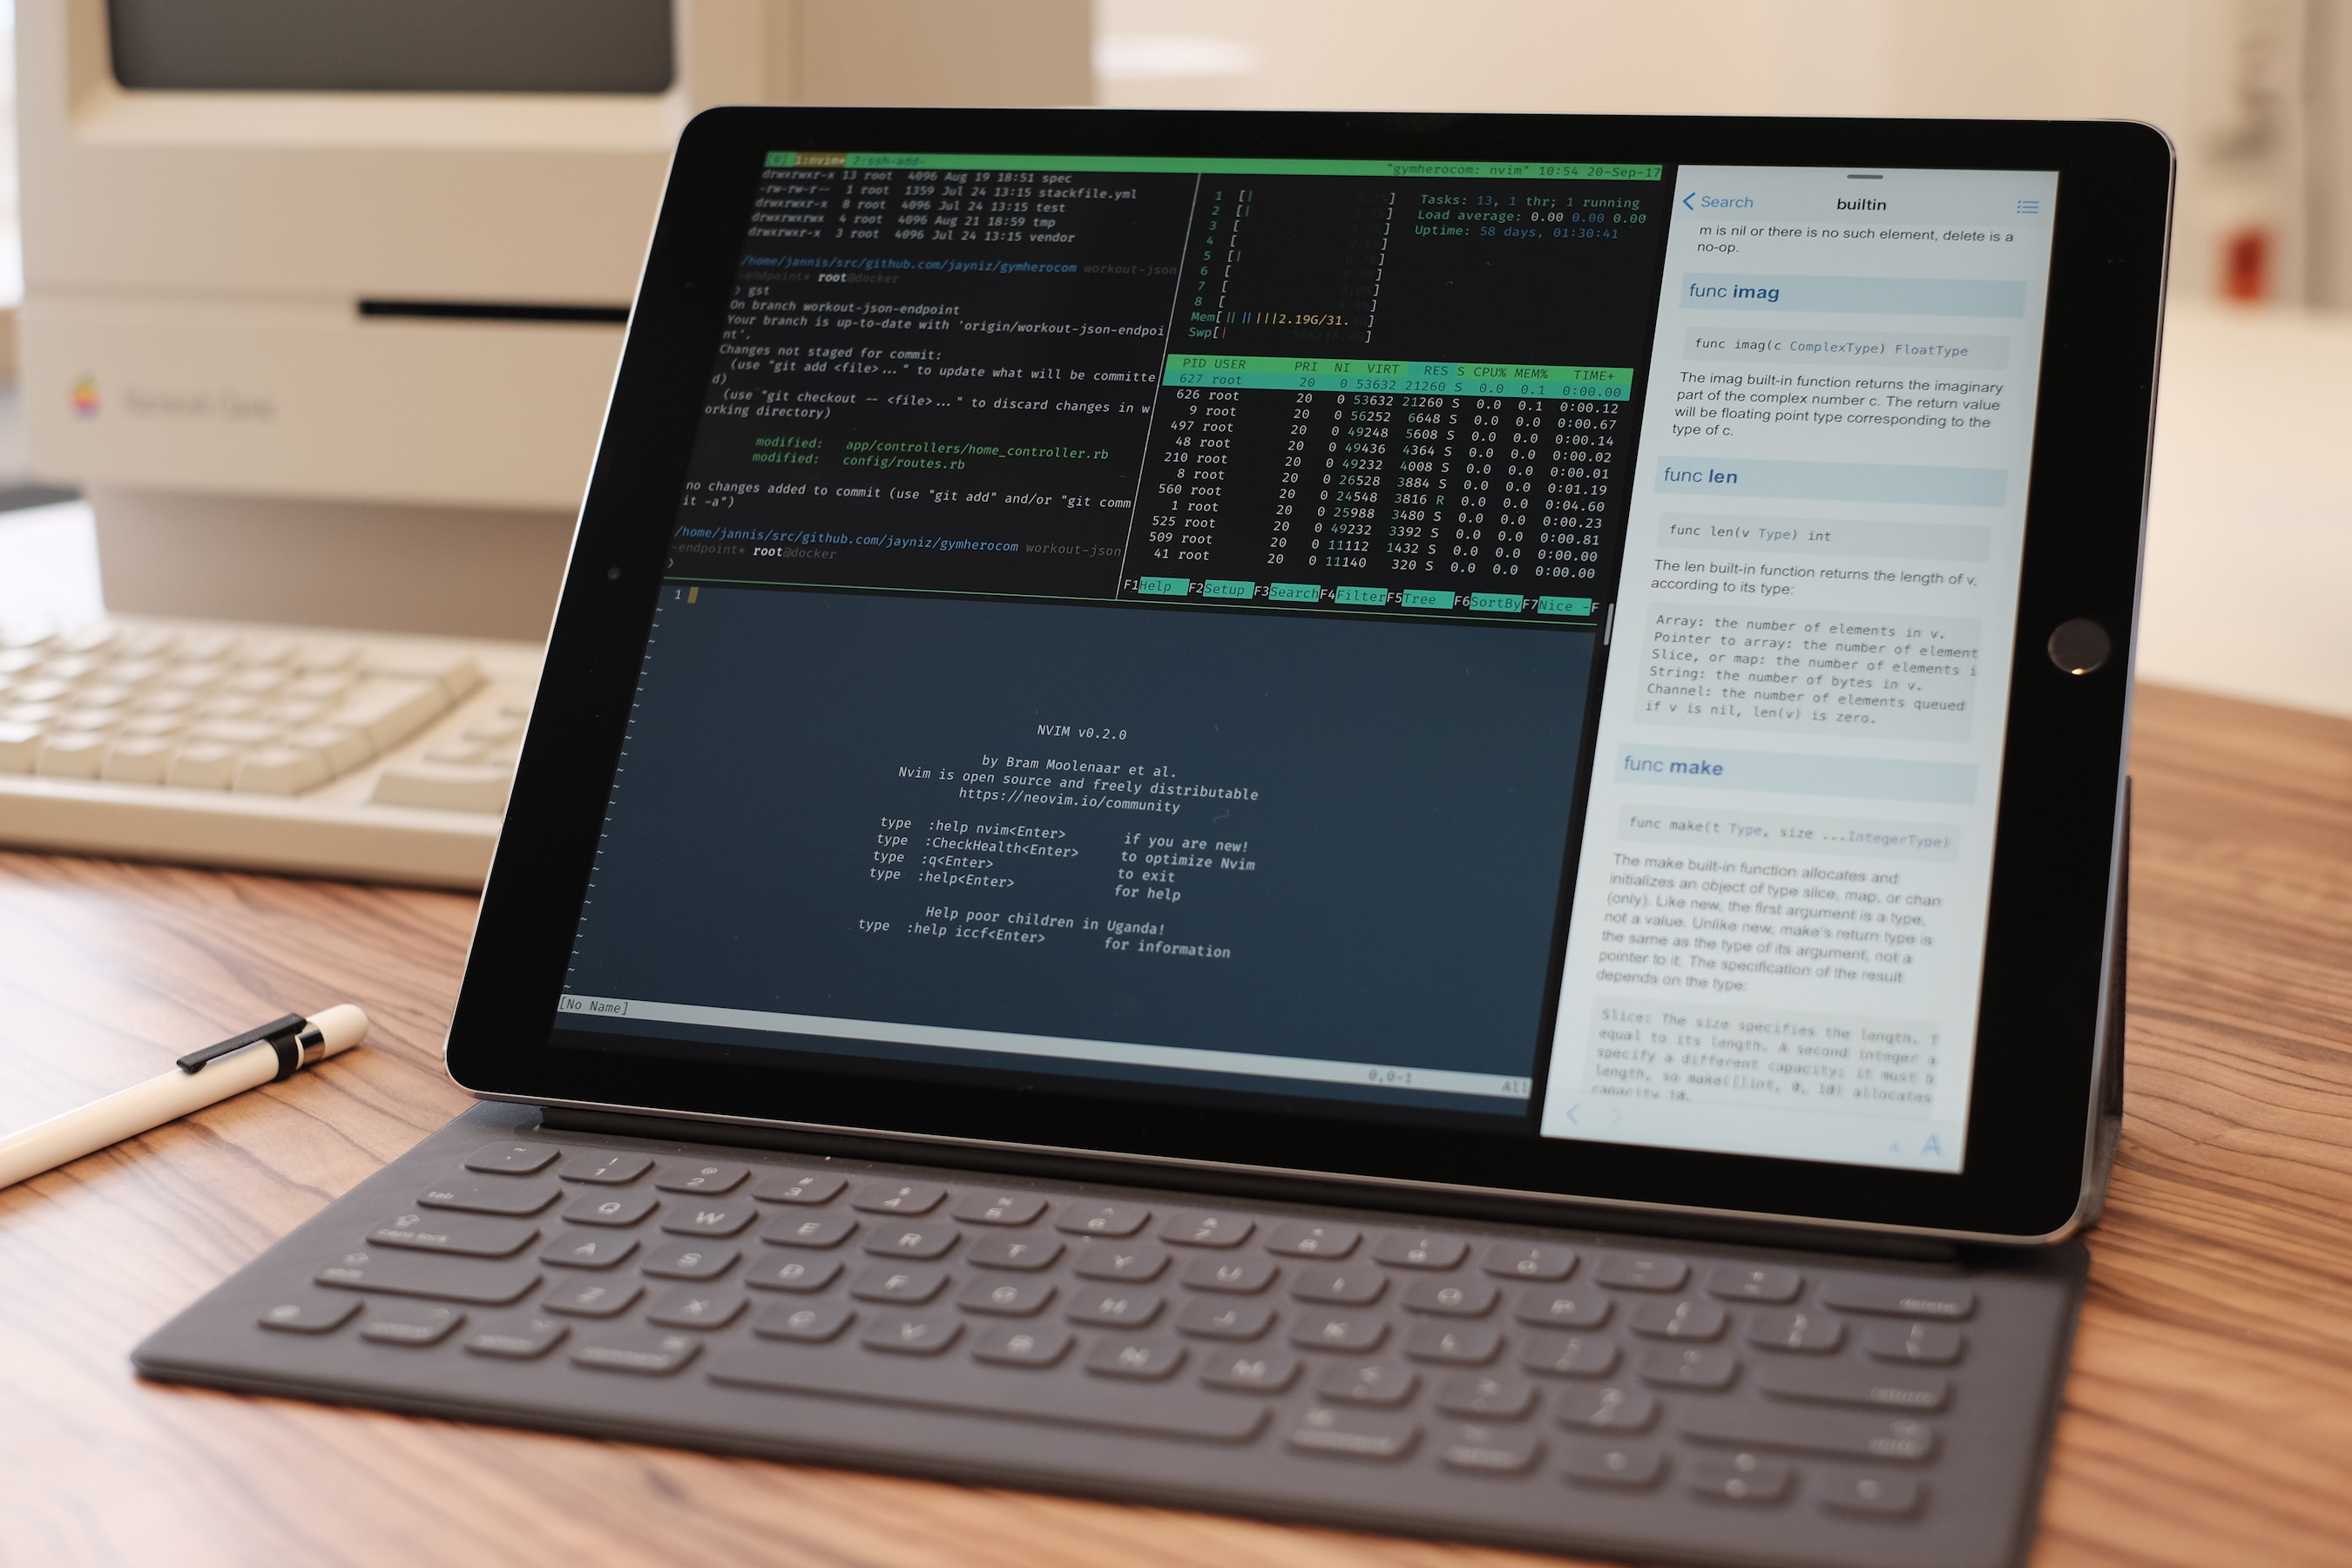 [0] 1:nvim* 2:ssh-add-
"gymherocom: nvim" 10:54 20-Sep-17
drwxrwxr-x 13 root 4096 Aug 19 18:51 spec
-rw-rw-r-- 1 root 1359 Jul 24 13:15 stackfile.yml
drwxrwxr-x 8 root 4096 Jul 24 13:15 test
drwxrwxrwx 4 root 4096 Aug 21 18:59 tmp
drwxrwxr-x 3 root 4096 Jul 24 13:15 vendor
/home/jannis/src/github.com/jayniz/gymherocom workout-json
-endpoint* root@docker
) gst
On branch workout-json-endpoint
Your branch is up-to-date with 'origin/workout-json-endpoi
nt'.
Changes not staged for commit:
(use "git add <file>..." to update what will be committe
d)
(use "git checkout -- <file>..." to discard changes in w
orking directory)
modified: app/controllers/home_controller.rb
modified: config/routes.rb
no changes added to commit (use "git add" and/or "git comm
it -a")
/home/jannis/src/github.com/jayniz/gymherocom workout-json
-endpoint* root@docker
)
1 [| ]
2 [| ]
3 [ ]
4 [ ]
5 [| ]
6 [ ]
7 [ ]
8 [ ]
Mem[|||||||2.19G/31. ]
Swp[| ]
Tasks: 13, 1 thr; 1 running
Load average: 0.00 0.00 0.00
Uptime: 58 days, 01:30:41
PID USER PRI NI VIRT RES S CPU% MEM% TIME+
627 root 20 0 53632 21260 S 0.0 0.1 0:00.00
626 root 20 0 53632 21260 S 0.0 0.1 0:00.12
9 root 20 0 56252 6648 S 0.0 0.0 0:00.67
497 root 20 0 49248 5608 S 0.0 0.0 0:00.14
48 root 20 0 49436 4364 S 0.0 0.0 0:00.02
210 root 20 0 49232 4008 S 0.0 0.0 0:00.01
8 root 20 0 26528 3884 S 0.0 0.0 0:01.19
560 root 20 0 24548 3816 R 0.0 0.0 0:04.60
1 root 20 0 25988 3480 S 0.0 0.0 0:00.23
525 root 20 0 49232 3392 S 0.0 0.0 0:00.81
509 root 20 0 11112 1432 S 0.0 0.0 0:00.00
41 root 20 0 11140 320 S 0.0 0.0 0:00.00
F1Help F2Setup F3SearchF4FilterF5Tree F6SortByF7Nice -F
1
NVIM v0.2.0
by Bram Moolenaar et al.
Nvim is open source and freely distributable
https://neovim.io/community
type :help nvim<Enter> if you are new!
type :CheckHealth<Enter> to optimize Nvim
type :q<Enter> to exit
type :help<Enter> for help
Help poor children in Uganda!
type :help iccf<Enter> for information
[No Name] 0,0-1 All
Search
builtin
m is nil or there is no such element, delete is a
no-op.
func imag
func imag(c ComplexType) FloatType
The imag built-in function returns the imaginary
part of the complex number c. The return value
will be floating point type corresponding to the
type of c.
func len
func len(v Type) int
The len built-in function returns the length of v,
according to its type:
Array: the number of elements in v.
Pointer to array: the number of element
Slice, or map: the number of elements i
String: the number of bytes in v.
Channel: the number of elements queued
if v is nil, len(v) is zero.
func make
func make(t Type, size ...IntegerType)
The make built-in function allocates and
initializes an object of type slice, map, or chan
(only). Like new, the first argument is a type,
not a value. Unlike new, make's return type is
the same as the type of its argument, not a
pointer to it. The specification of the result
depends on the type:
Slice: The size specifies the length. T
equal to its length. A second integer a
specify a different capacity; it must b
length, so make([]int, 0, 10) allocates
capacity 10.
A A
tab
Q W E R T Y U I O P
caps lock A S D F G H J K L
shift Z X C V B N M
command
delete
return